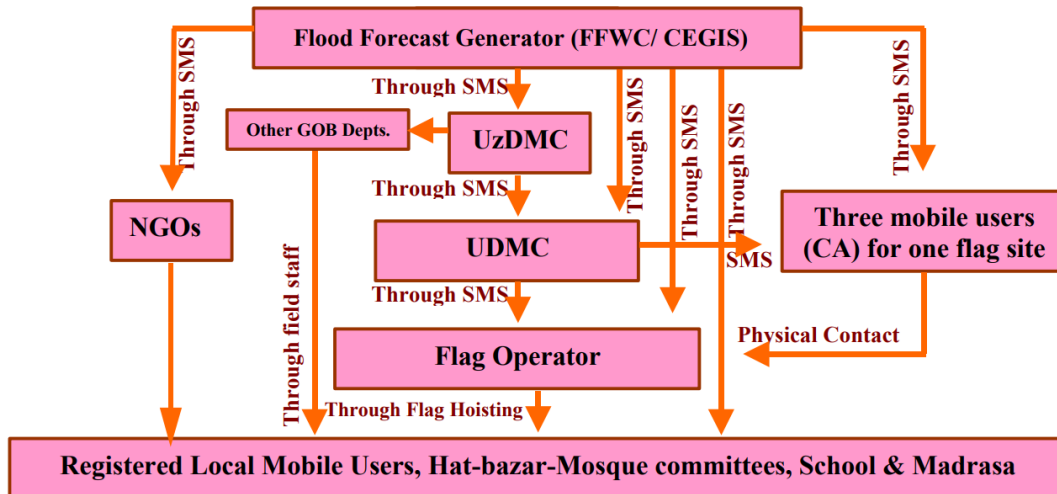 Flood Forecast Generator (FFWC/ CEGIS)
Through SMS
Through SMS
Through SMS
Through SMS
Through SMS
Through SMS
Other GOB Depts.
UzDMC
Through SMS
NGOs
UDMC
SMS
Three mobile users
(CA) for one flag site
Through SMS
Through field staff
Physical Contact
Flag Operator
Through Flag Hoisting
Registered Local Mobile Users, Hat-bazar-Mosque committees, School & Madrasa